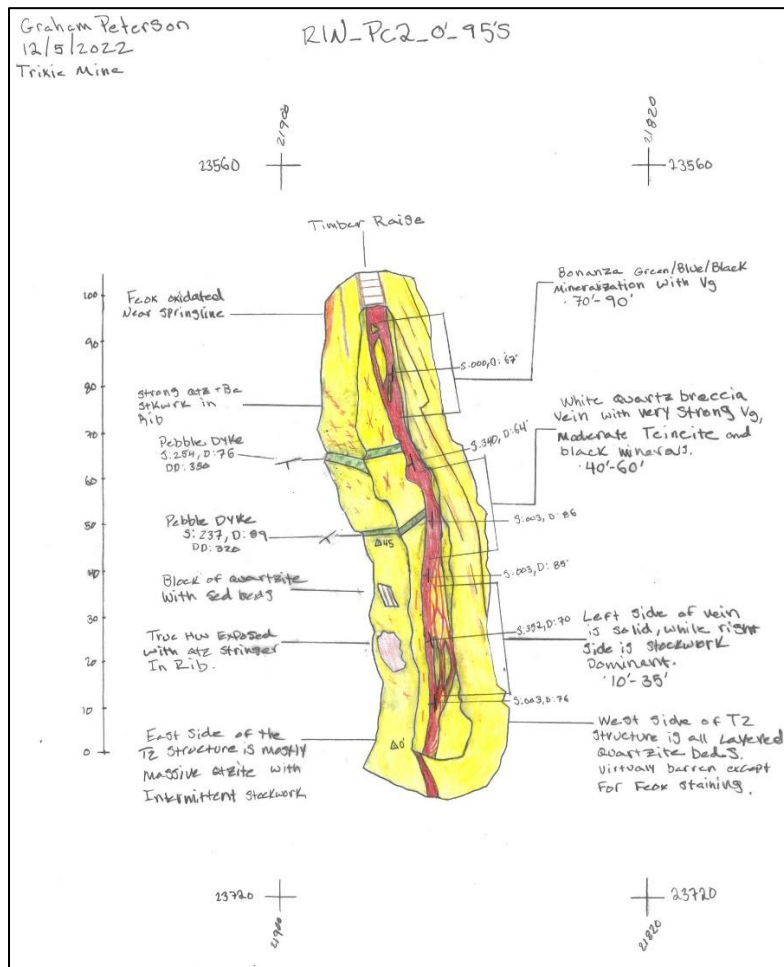 Graham Peterson
12/5/2022
Trixie Mine
RIN_PC2_0'_95'S
21900
21820
23560
23560
Timber Raise
100
90
80
70
60
50
40
30
20
10
0
Feox oxidated
Near Springline
Strong qtz + Ba
Stkwrk in
Rib
Pebble Dyke
S:254, D:76
DD:350
Pebble Dyke
S:237, D:89
DD:320
Block of Quartzite
With Sed beds
True HW Exposed
with qtz stringer
In Rib.
East Side of the
T2 Structure is mostly
Massive qtzite with
Intermittent Stockwork
Δ45
Δ0'
S:000, D:67'
S:340, D:64'
S:003, D:86
S:003, D:85'
S:352, D:70
S:003, D:76
Bonanza Green/Blue/Black
Mineralization with Vg
·70'-90'
White Quartz breccia
Vein with very Strong Vg,
Moderate Teineite and
black minerals.
·40'-60'
Left Side of Vein
is Solid, while right
Side is Stockwork
Dominant.
·10'-35'
West Side of T2
Structure is all Layered
Quartzite beds.
Virtually barren except
For Feox Staining.
23720
23720
21900
21820